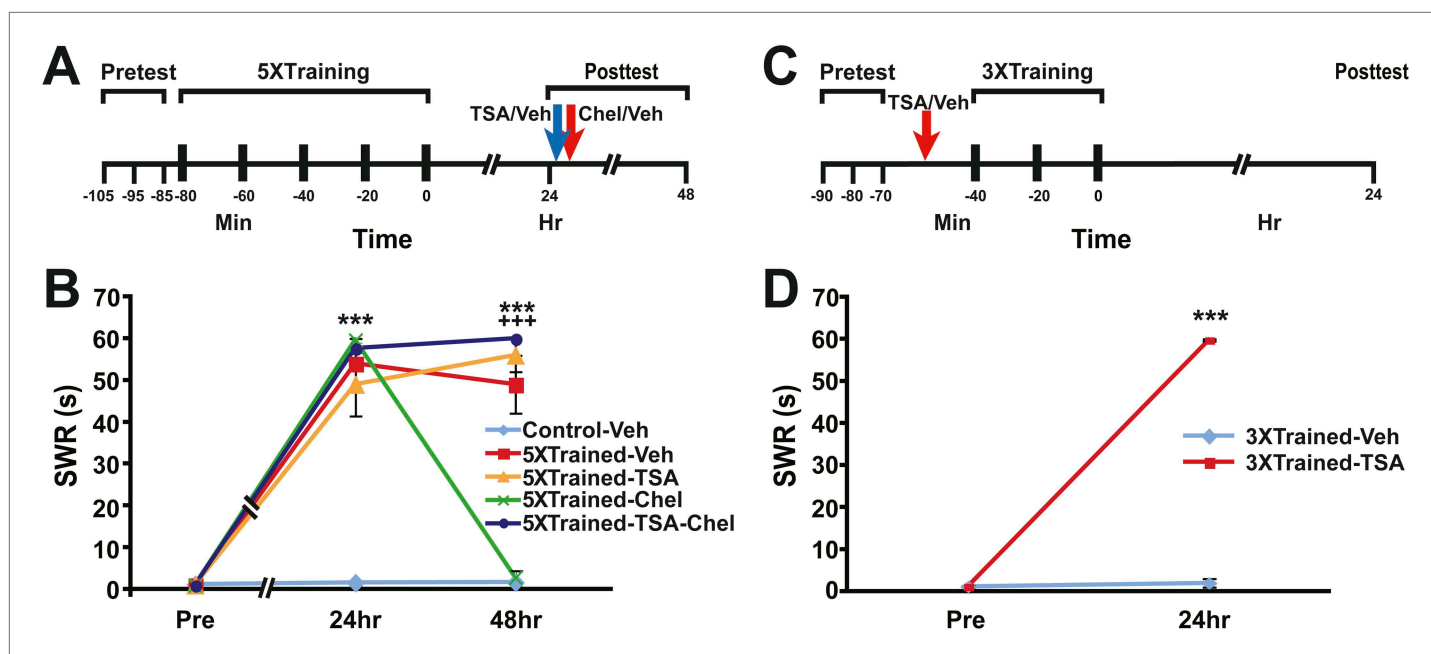 A
Pretest
5XTraining
Posttest
TSA/Veh
Chel/Veh
-105 -95 -85 -80 -60 -40 -20 0 24 48
Min
Hr
Time
C
Pretest
3XTraining
Posttest
TSA/Veh
-90 -80 -70 -40 -20 0 24
Min
Hr
Time
B
SWR (s)
70
60
50
40
30
20
10
0
***
***
+++
Control-Veh
5XTrained-Veh
5XTrained-TSA
5XTrained-Chel
5XTrained-TSA-Chel
Pre 24hr 48hr
D
SWR (s)
70
60
50
40
30
20
10
0
***
3XTrained-Veh
3XTrained-TSA
Pre 24hr